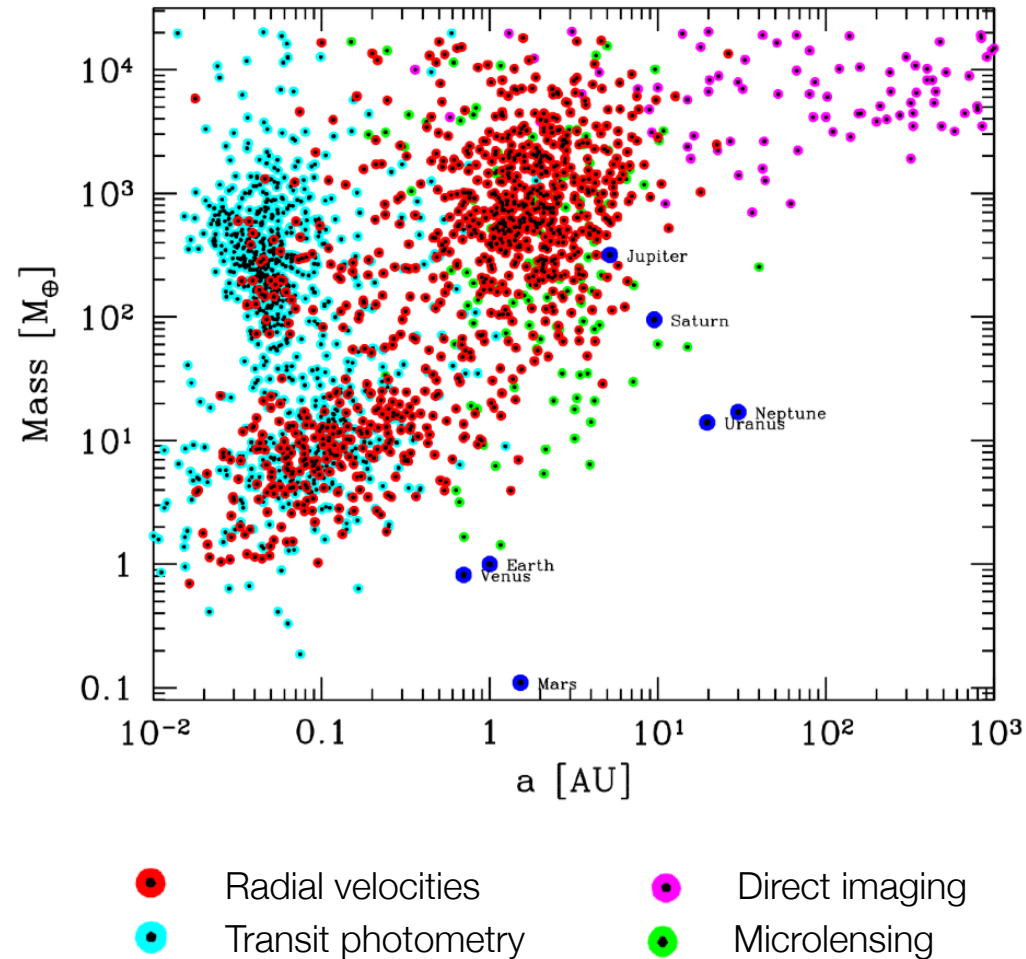 10⁴
10³
10²
10¹
1
0.1
Mass [M⊕]
Jupiter
Saturn
Neptune
Uranus
Earth
Venus
Mars
10⁻² 0.1 1 10¹ 10² 10³
a [AU]
Radial velocities Direct imaging
Transit photometry Microlensing